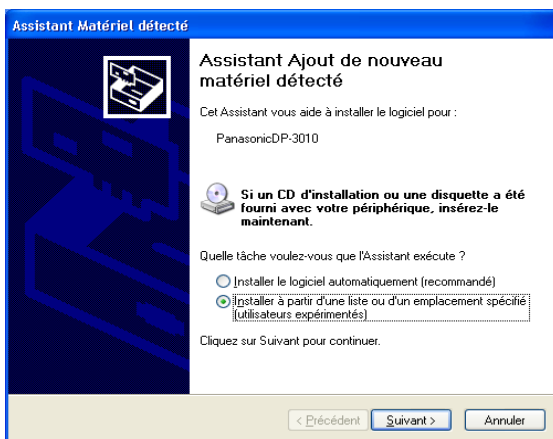 Assistant Matériel détecté
Assistant Ajout de nouveau
matériel détecté
Cet Assistant vous aide à installer le logiciel pour :
PanasonicDP-3010
Si un CD d'installation ou une disquette a été
fourni avec votre périphérique, insérez-le
maintenant.
Quelle tâche voulez-vous que l'Assistant exécute ?
Installer le logiciel automatiquement (recommandé)
Installer à partir d'une liste ou d'un emplacement spécifié
(utilisateurs expérimentés)
Cliquez sur Suivant pour continuer.
< Précédent
Suivant >
Annuler